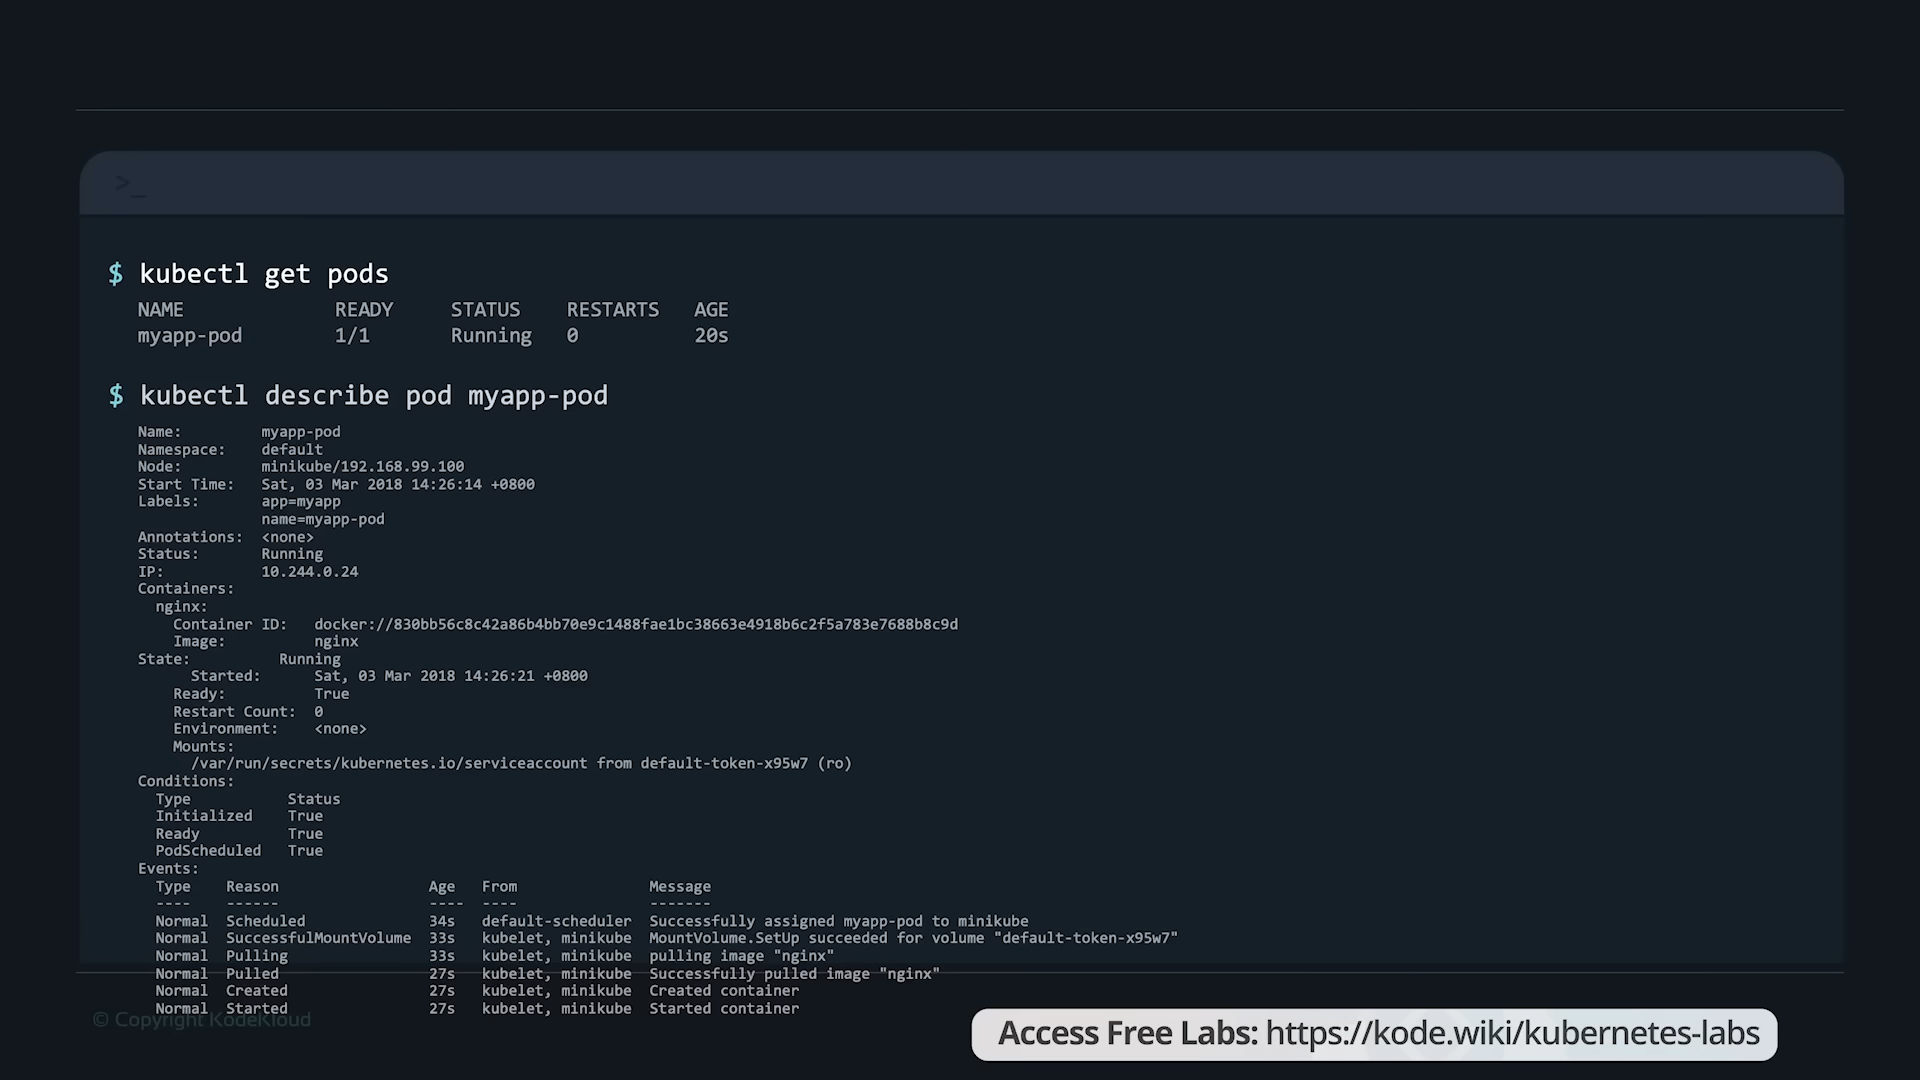 >_
$ kubectl get pods
NAME READY STATUS RESTARTS AGE
myapp-pod 1/1 Running 0 20s
$ kubectl describe pod myapp-pod
Name: myapp-pod
Namespace: default
Node: minikube/192.168.99.100
Start Time: Sat, 03 Mar 2018 14:26:14 +0800
Labels: app=myapp
name=myapp-pod
Annotations: <none>
Status: Running
IP: 10.244.0.24
Containers:
nginx:
Container ID: docker://830bb56c8c42a86b4bb70e9c1488fae1bc38663e4918b6c2f5a783e7688b8c9d
Image: nginx
State: Running
Started: Sat, 03 Mar 2018 14:26:21 +0800
Ready: True
Restart Count: 0
Environment: <none>
Mounts:
/var/run/secrets/kubernetes.io/serviceaccount from default-token-x95w7 (ro)
Conditions:
Type Status
Initialized True
Ready True
PodScheduled True
Events:
Type Reason Age From Message
---- ------ ---- ---- -------
Normal Scheduled 34s default-scheduler Successfully assigned myapp-pod to minikube
Normal SuccessfulMountVolume 33s kubelet, minikube MountVolume.SetUp succeeded for volume "default-token-x95w7"
Normal Pulling 33s kubelet, minikube pulling image "nginx"
Normal Pulled 27s kubelet, minikube Successfully pulled image "nginx"
Normal Created 27s kubelet, minikube Created container
Normal Started 27s kubelet, minikube Started container
© Copyright KodeKloud
Access Free Labs: https://kode.wiki/kubernetes-labs